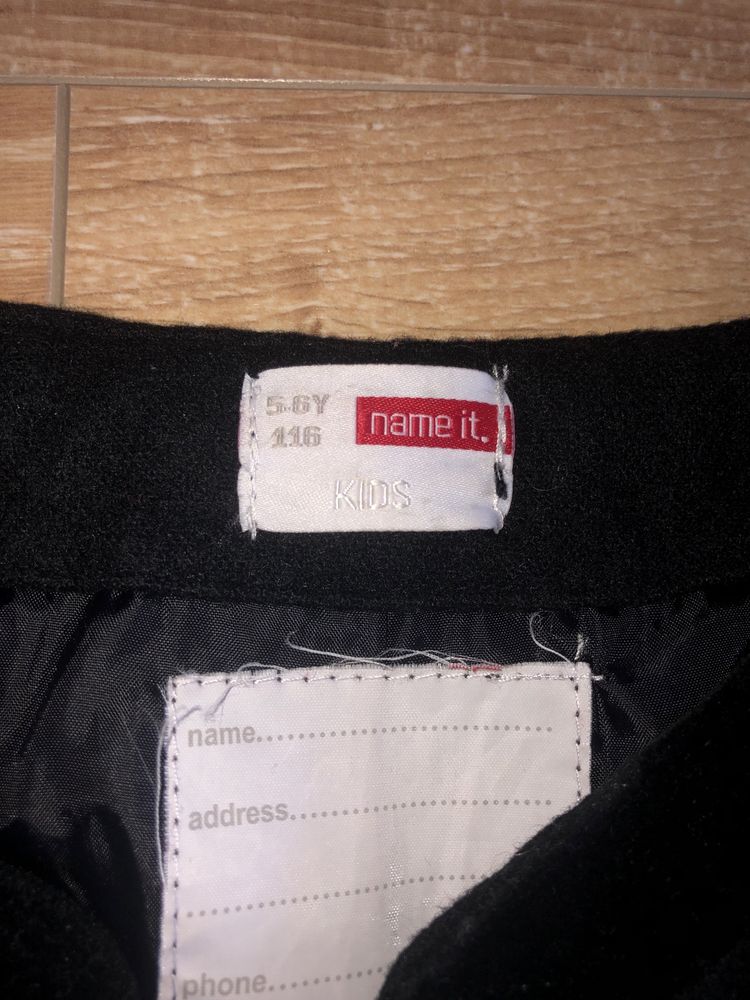 5-6Y
116
name it.
KIDS
name..............................
address..............................
..............................
phone..............